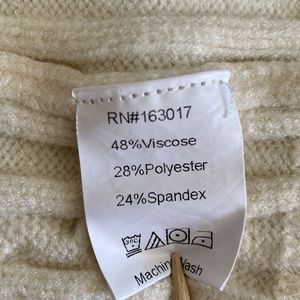 RN#163017
48%Viscose
28%Polyester
24%Spandex
Machine Wash